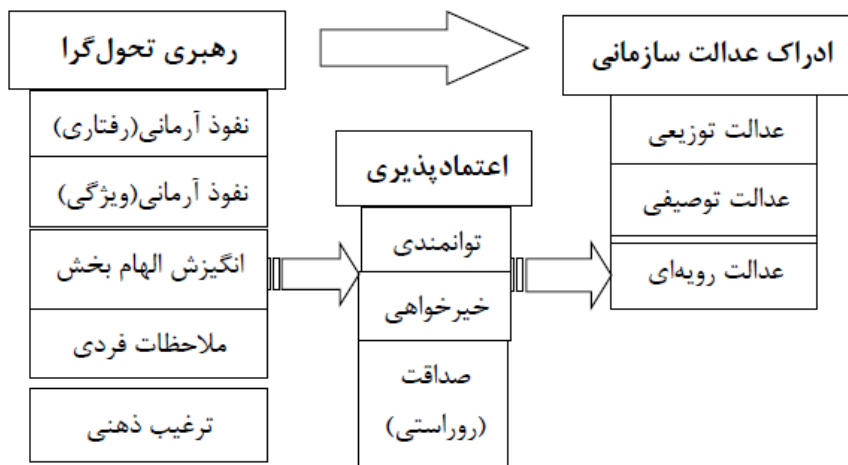 رهبری تحول‌گرا
نفوذ آرمانی(رفتاری)
نفوذ آرمانی(ویژگی)
انگیزش الهام بخش
ملاحظات فردی
ترغیب ذهنی
اعتمادپذیری
توانمندی
خیرخواهی
صداقت
(روراستی)
ادراک عدالت سازمانی
عدالت توزیعی
عدالت توصیفی
عدالت رویه‌ای